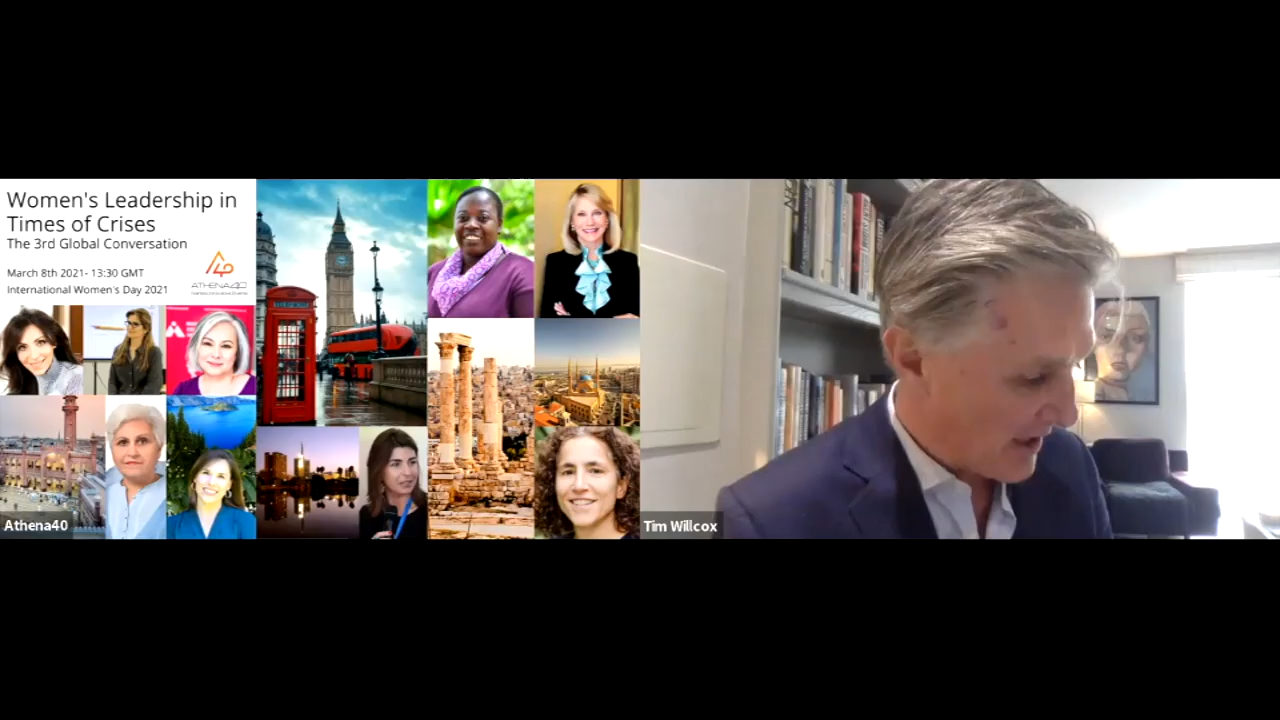 Women's Leadership in
Times of Crises
The 3rd Global Conversation
March 8th 2021- 13:30 GMT
International Women's Day 2021
ATHENA40
Athena40
Tim Willcox